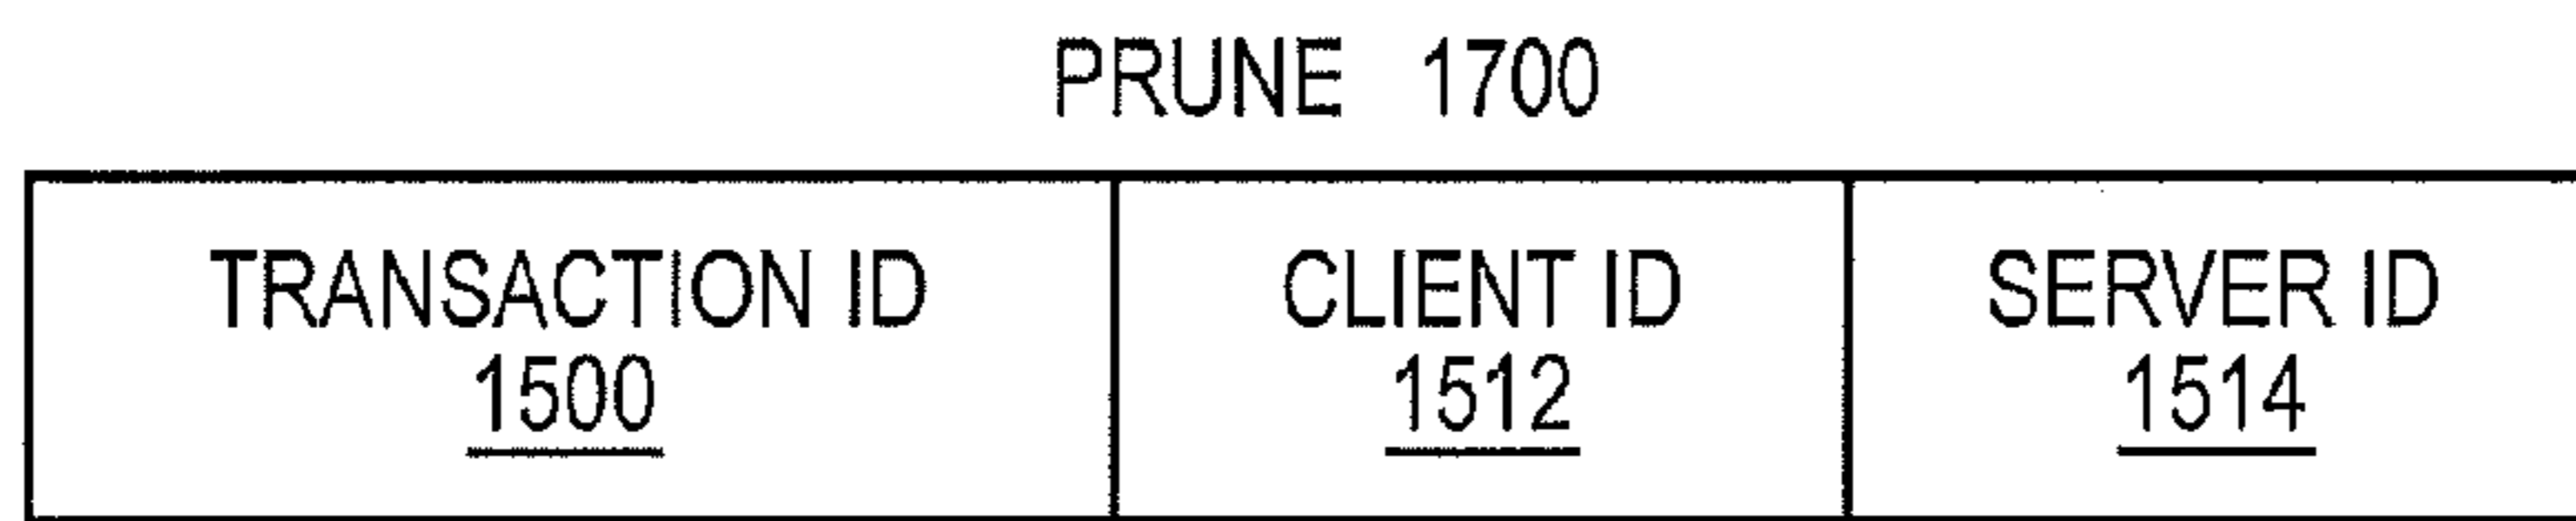 PRUNE 1700
TRANSACTION ID CLIENT ID SERVER ID
1500 1512 1514